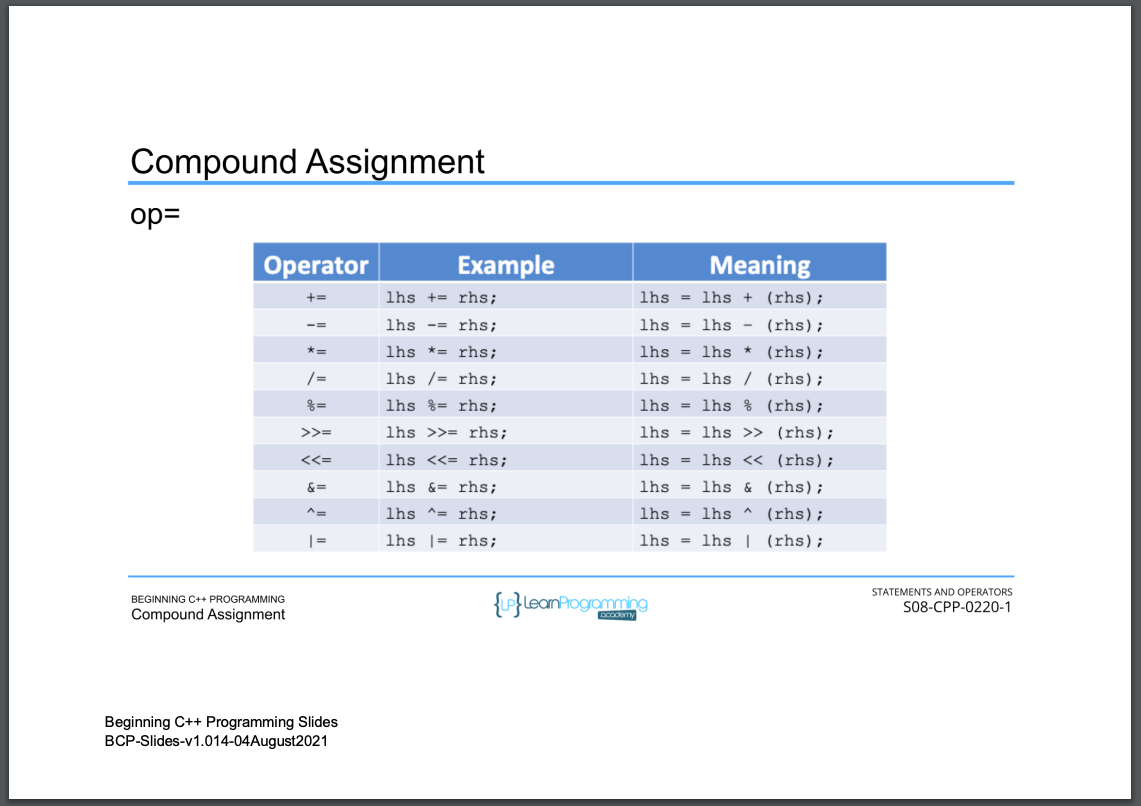 Compound Assignment
op=
Operator Example Meaning
+= lhs += rhs; lhs = lhs + (rhs);
-= lhs -= rhs; lhs = lhs - (rhs);
*= lhs *= rhs; lhs = lhs * (rhs);
/= lhs /= rhs; lhs = lhs / (rhs);
%= lhs %= rhs; lhs = lhs % (rhs);
>>= lhs >>= rhs; lhs = lhs >> (rhs);
<<= lhs <<= rhs; lhs = lhs << (rhs);
&= lhs &= rhs; lhs = lhs & (rhs);
^= lhs ^= rhs; lhs = lhs ^ (rhs);
|= lhs |= rhs; lhs = lhs | (rhs);
BEGINNING C++ PROGRAMMING
Compound Assignment
{LP} LearnProgramming
academy
STATEMENTS AND OPERATORS
S08-CPP-0220-1
Beginning C++ Programming Slides
BCP-Slides-v1.014-04August2021